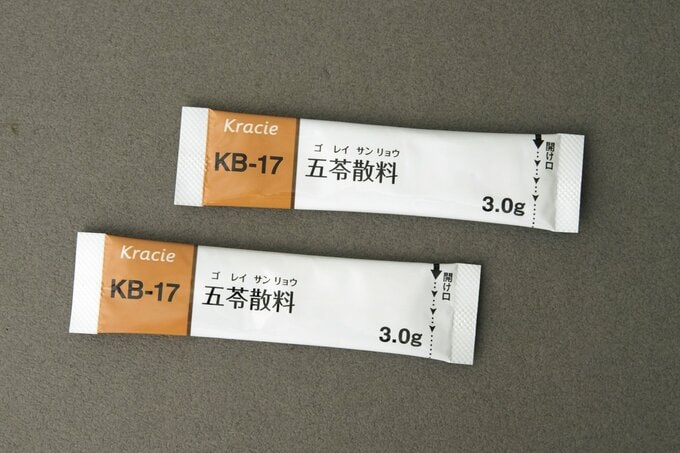 Kracie
KB-17
ゴ レイ サン リョウ
五苓散料
3.0g
開け口
Kracie
KB-17
ゴ レイ サン リョウ
五苓散料
3.0g
開け口